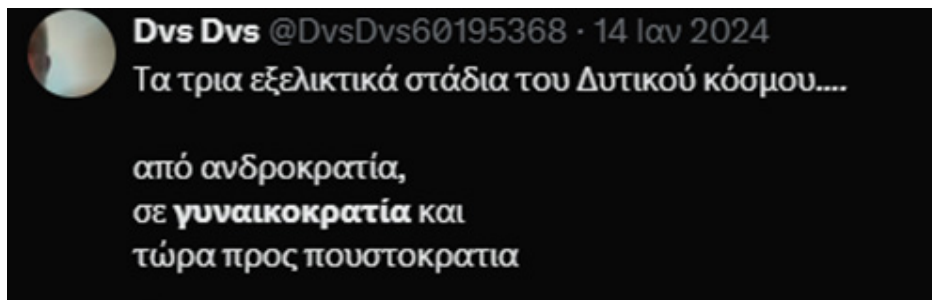 Dvs Dvs @DvsDvs60195368 · 14 Ιαν 2024
Τα τρια εξελικτικά στάδια του Δυτικού κόσμου....
από ανδροκρατία,
σε γυναικοκρατία και
τώρα προς πουστοκρατια